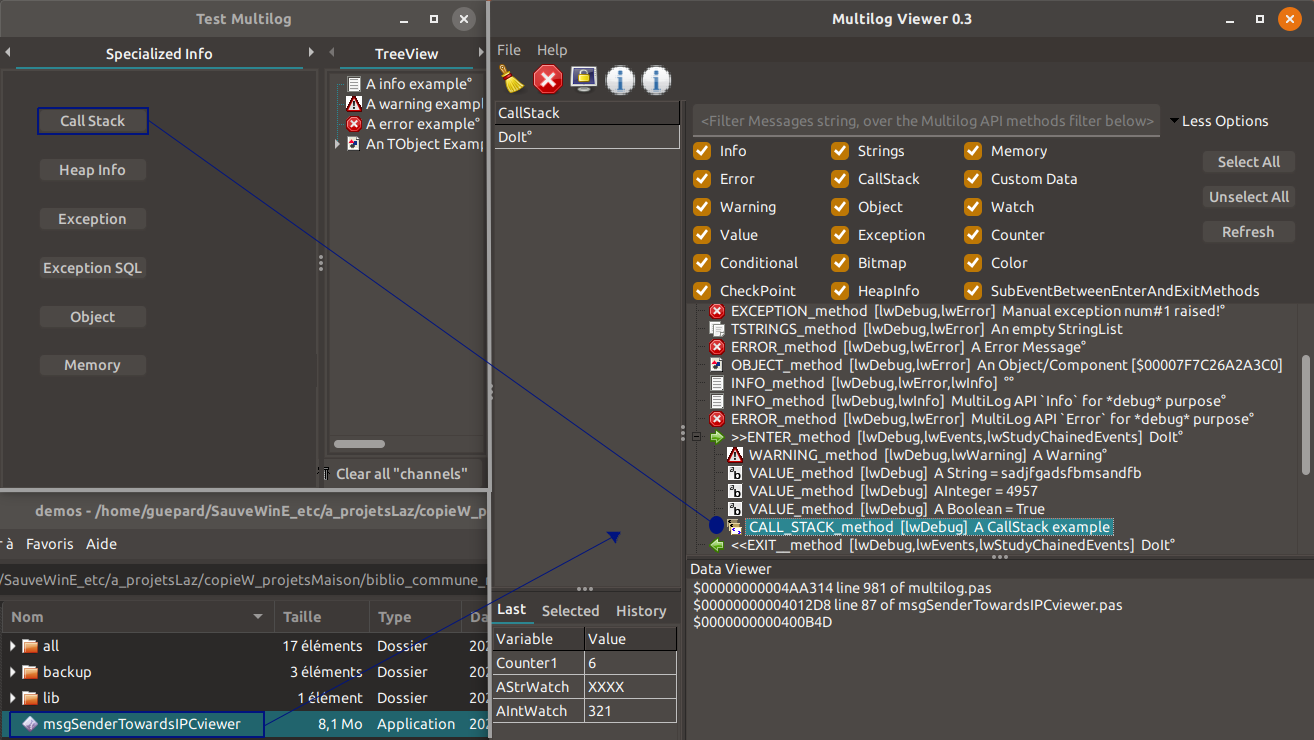 Test Multilog
Specialized Info
TreeView
Call Stack
Heap Info
Exception
Exception SQL
Object
Memory
A info example°
A warning exampl
A error example°
An TObject Examp
Clear all "channels"
demos - /home/guepard/SauveWinE_etc/a_projetsLaz/copieW_p
r à Favoris Aide
/SauveWinE_etc/a_projetsLaz/copieW_projetsMaison/biblio_commune_
Nom Taille Type Da
all 17 éléments Dossier 202
backup 3 éléments Dossier 202
lib 1 élément Dossier 202
msgSenderTowardsIPCviewer 8,1 Mo Application 202
Multilog Viewer 0.3
File Help
CallStack
DoIt°
<Filter Messages string, over the Multilog API methods filter below>
Less Options
Info Strings Memory
Error CallStack Custom Data
Warning Object Watch
Value Exception Counter
Conditional Bitmap Color
CheckPoint HeapInfo SubEventBetweenEnterAndExitMethods
Select All
Unselect All
Refresh
EXCEPTION_method [lwDebug,lwError] Manual exception num#1 raised!°
TSTRINGS_method [lwDebug,lwError] An empty StringList
ERROR_method [lwDebug,lwError] A Error Message°
OBJECT_method [lwDebug,lwError] An Object/Component [$00007F7C26A2A3C0]
INFO_method [lwDebug,lwError,lwInfo] °°
INFO_method [lwDebug,lwInfo] MultiLog API `Info` for *debug* purpose°
ERROR_method [lwDebug,lwError] MultiLog API `Error` for *debug* purpose°
>>ENTER_method [lwDebug,lwEvents,lwStudyChainedEvents] DoIt°
WARNING_method [lwDebug,lwWarning] A Warning°
VALUE_method [lwDebug] A String = sadjfgadsfbmsandfb
VALUE_method [lwDebug] AInteger = 4957
VALUE_method [lwDebug] A Boolean = True
CALL_STACK_method [lwDebug] A CallStack example
<<EXIT__method [lwDebug,lwEvents,lwStudyChainedEvents] DoIt°
Last Selected History
Variable Value
Counter1 6
AStrWatch XXXX
AIntWatch 321
Data Viewer
$00000000004AA314 line 981 of multilog.pas
$00000000004012D8 line 87 of msgSenderTowardsIPCviewer.pas
$0000000000400B4D